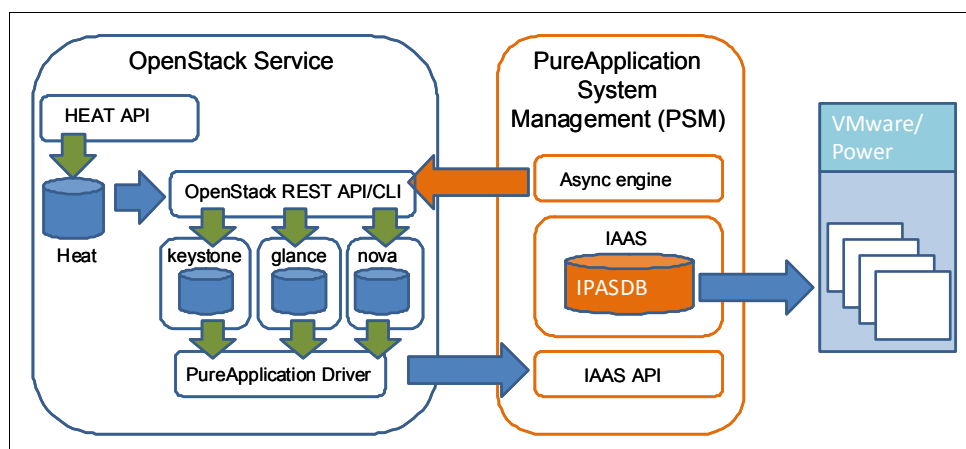 OpenStack Service
HEAT API
Heat
OpenStack REST API/CLI
keystone
glance
nova
PureApplication Driver
PureApplication
System
Management (PSM)
Async engine
IAAS
IPASDB
IAAS API
VMware/
Power